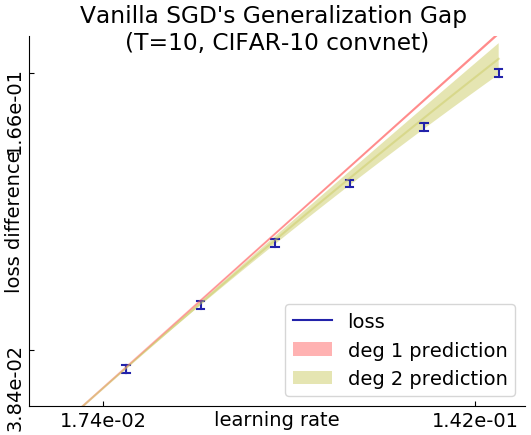 Vanilla SGD's Generalization Gap
(T=10, CIFAR-10 convnet)
1.66e-01
loss difference
3.84e-02
loss
deg 1 prediction
deg 2 prediction
1.74e-02
learning rate
1.42e-01